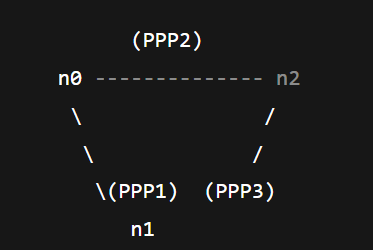 (PPP2)
n0 -------------- n2
\ /
\ /
\(PPP1) (PPP3)
n1